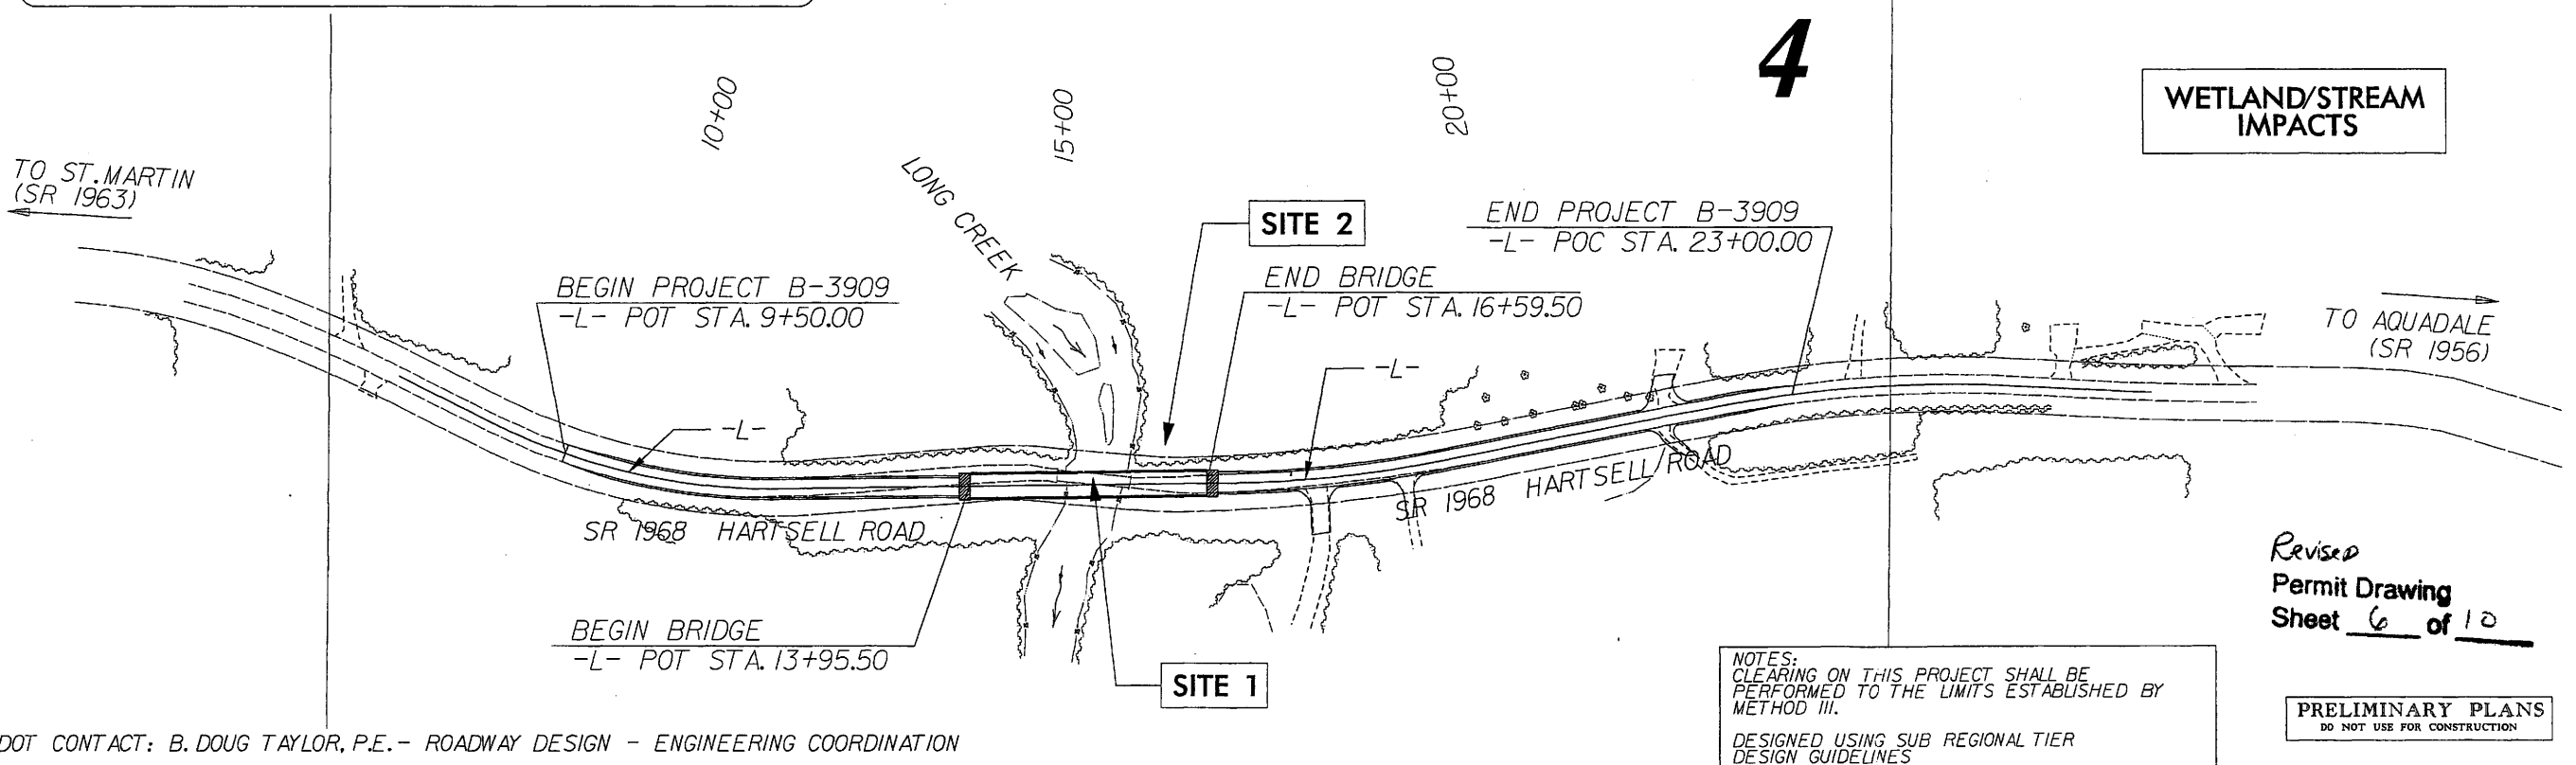 4
WETLAND/STREAM
IMPACTS
10+00
15+00
20+00
TO ST. MARTIN
(SR 1963)
LONG CREEK
SITE 2
END PROJECT B-3909
-L- POC STA. 23+00.00
BEGIN PROJECT B-3909
-L- POT STA. 9+50.00
END BRIDGE
-L- POT STA. 16+59.50
TO AQUADALE
(SR 1956)
-L-
-L-
SR 1968 HARTSELL ROAD
SR 1968 HARTSELL ROAD
BEGIN BRIDGE
-L- POT STA. 13+95.50
SITE 1
Revised
Permit Drawing
Sheet 6 of 10
NOTES:
CLEARING ON THIS PROJECT SHALL BE
PERFORMED TO THE LIMITS ESTABLISHED BY
METHOD III.
DESIGNED USING SUB REGIONAL TIER
DESIGN GUIDELINES
PRELIMINARY PLANS
DO NOT USE FOR CONSTRUCTION
DOT CONTACT: B. DOUG TAYLOR, P.E. - ROADWAY DESIGN - ENGINEERING COORDINATION